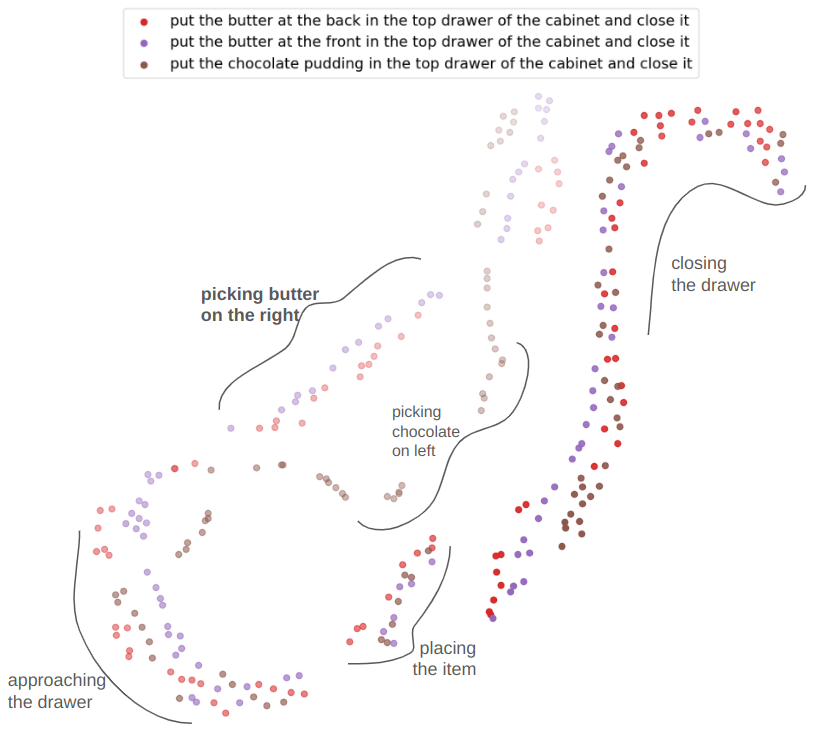 put the butter at the back in the top drawer of the cabinet and close it
put the butter at the front in the top drawer of the cabinet and close it
put the chocolate pudding in the top drawer of the cabinet and close it
closing
the drawer
picking butter
on the right
picking
chocolate
on left
placing
the item
approaching
the drawer